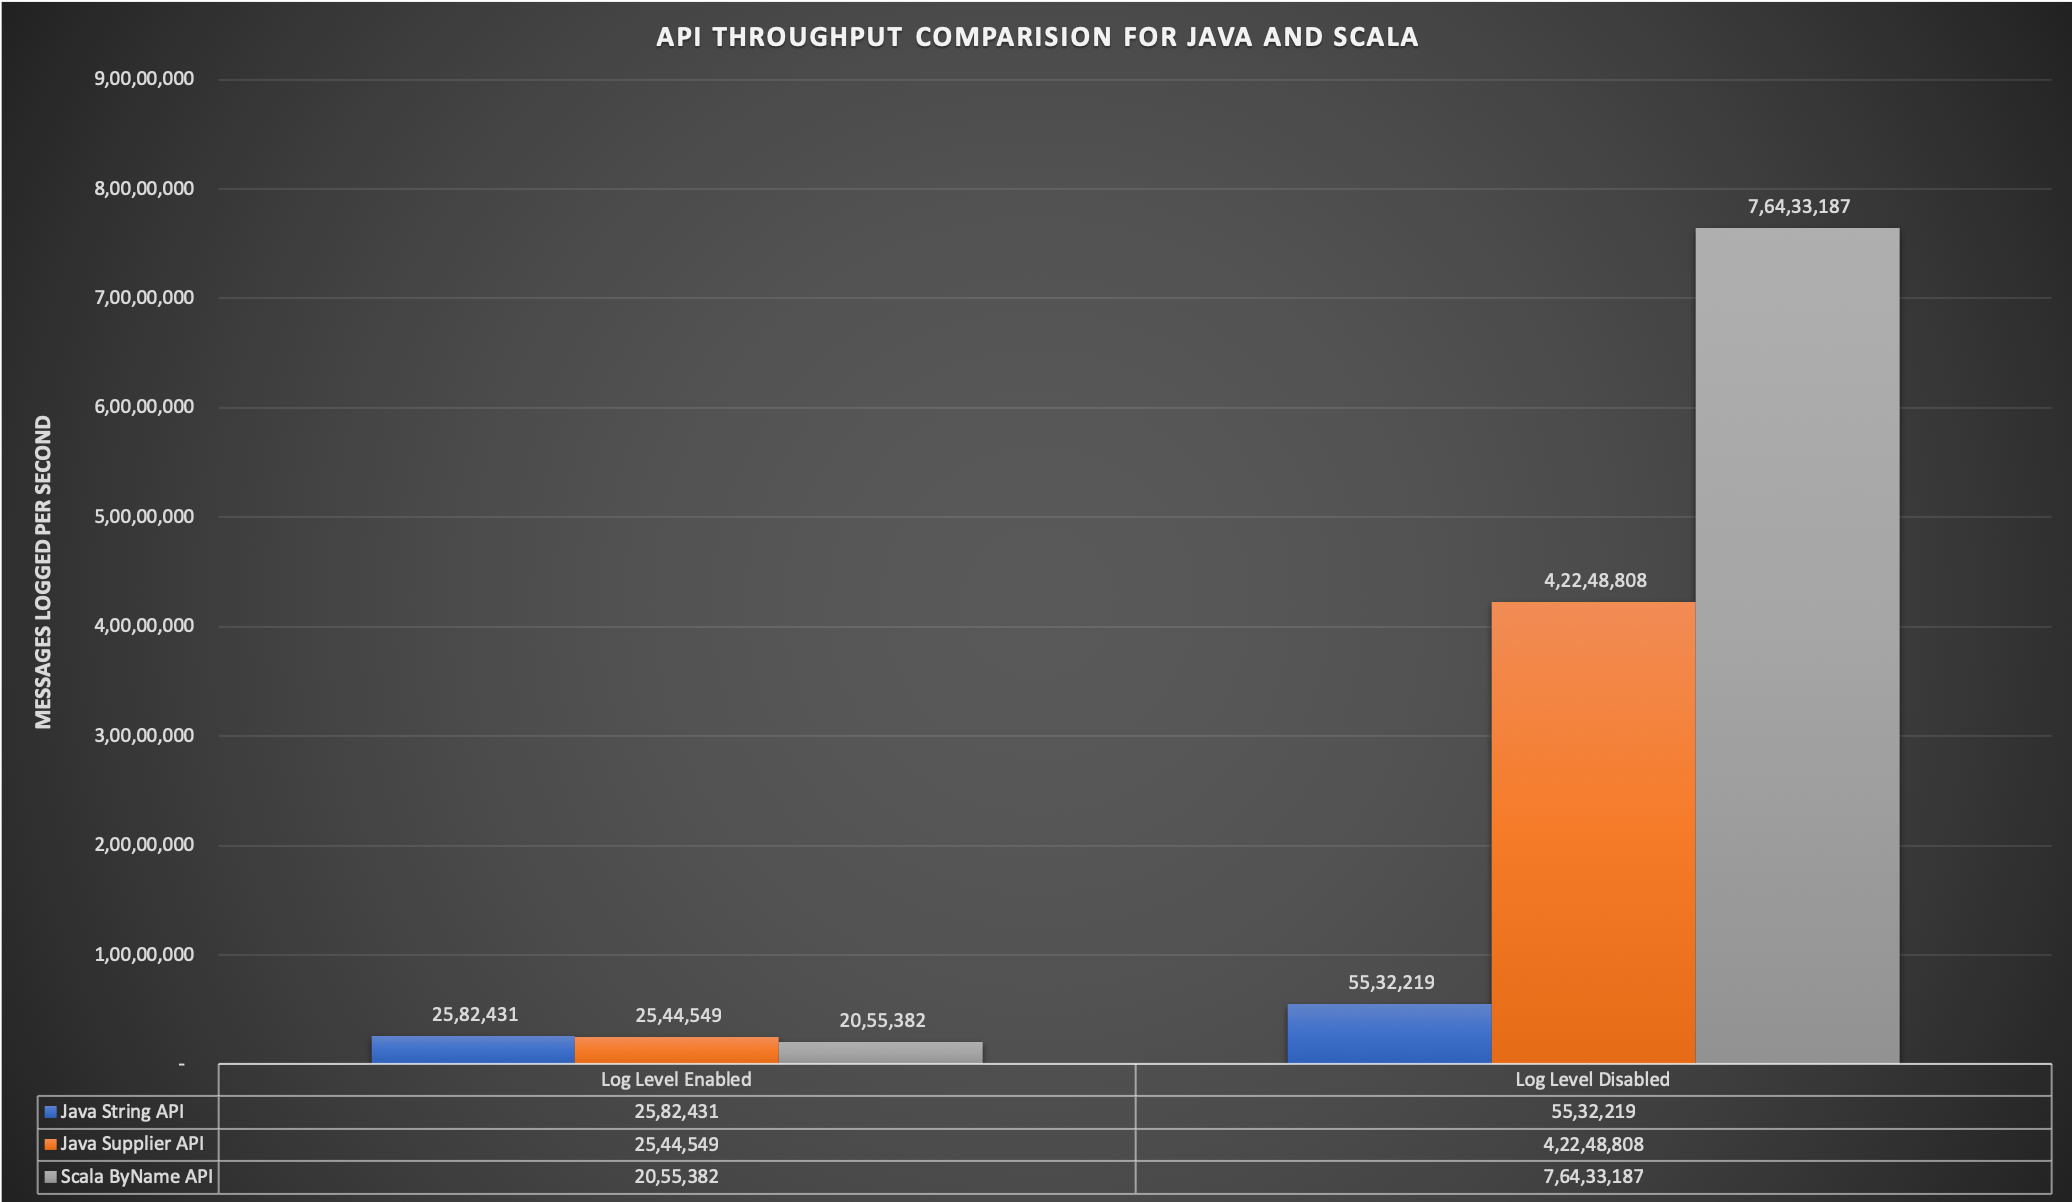 API THROUGHPUT COMPARISION FOR JAVA AND SCALA
MESSAGES LOGGED PER SECOND
9,00,00,000
8,00,00,000
7,00,00,000
6,00,00,000
5,00,00,000
4,00,00,000
3,00,00,000
2,00,00,000
1,00,00,000
-
25,82,431
25,44,549
20,55,382
55,32,219
4,22,48,808
7,64,33,187
Log Level Enabled Log Level Disabled
Java String API 25,82,431 55,32,219
Java Supplier API 25,44,549 4,22,48,808
Scala ByName API 20,55,382 7,64,33,187